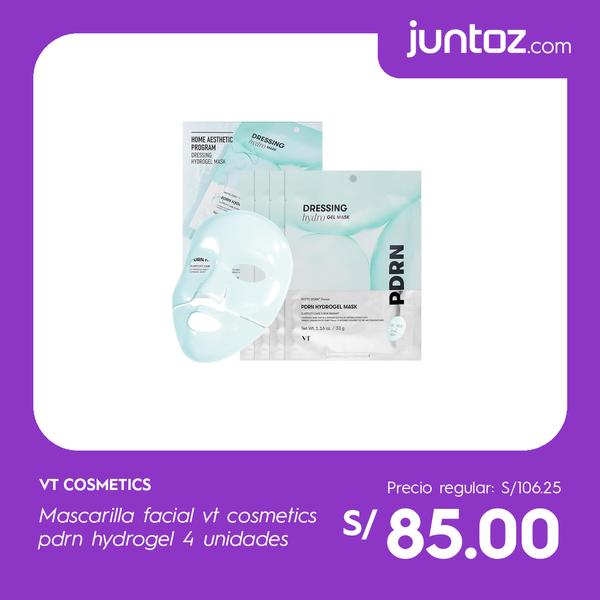 juntoz.com
HOME AESTHETIC
PROGRAM
DRESSING
HYDROGEL MASK
DRESSING
hydro MASK
DRESSING
hydro GEL MASK
PDRN
PDRN HYDROGEL MASK
Net Wt. 1.16 oz. / 33 g
VT
VT COSMETICS
Mascarilla facial vt cosmetics
pdrn hydrogel 4 unidades
Precio regular: S/106.25
S/ 85.00